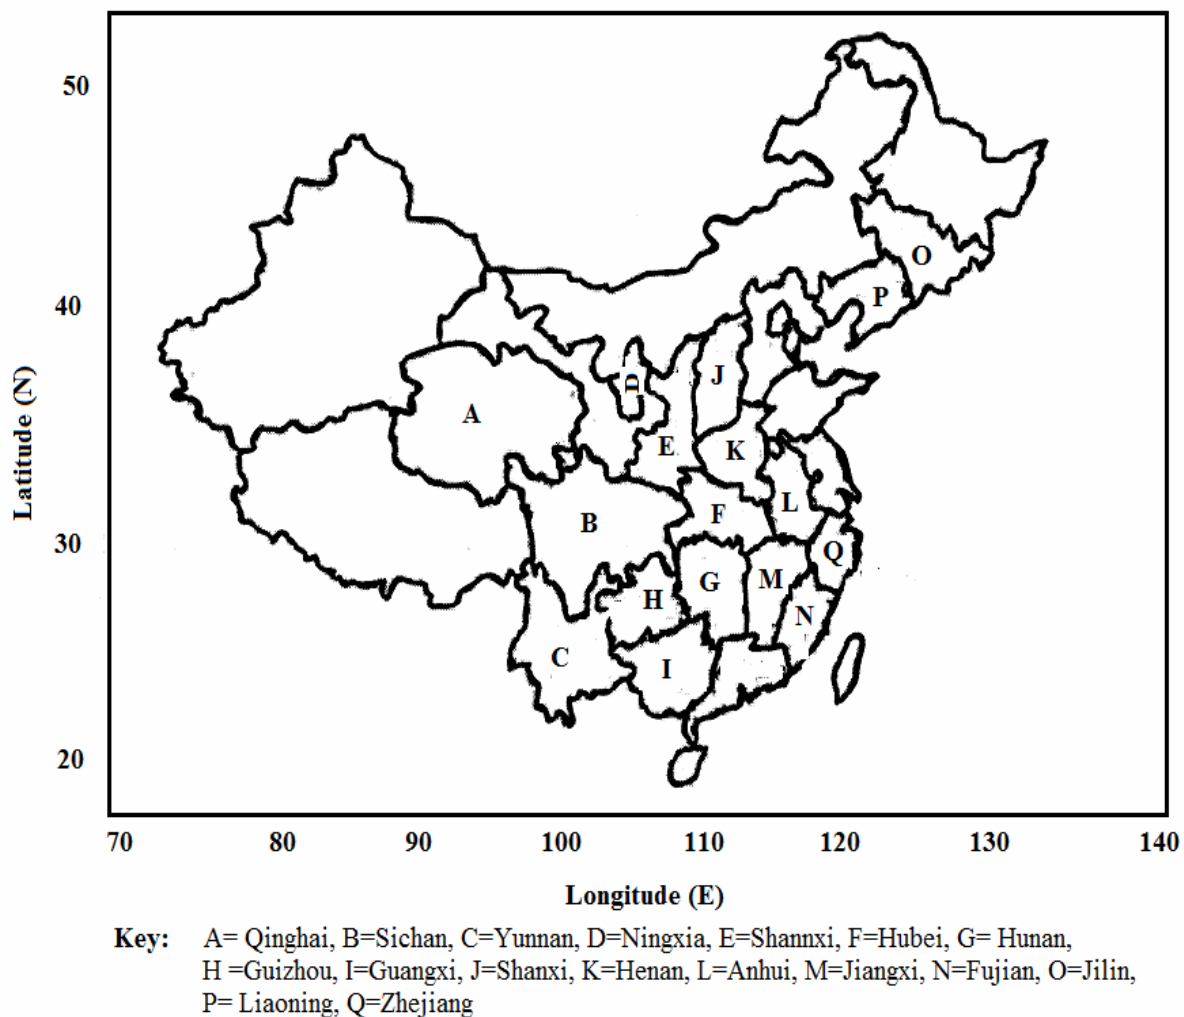 50
40
30
20
Latitude (N)
A
B
C
D
E
F
G
H
I
J
K
L
M
N
O
P
Q
70 80 90 100 110 120 130 140
Longitude (E)
Key: A= Qinghai, B=Sichan, C=Yunnan, D=Ningxia, E=Shannxi, F=Hubei, G= Hunan,
H =Guizhou, I=Guangxi, J=Shanxi, K=Henan, L=Anhui, M=Jiangxi, N=Fujian, O=Jilin,
P= Liaoning, Q=Zhejiang